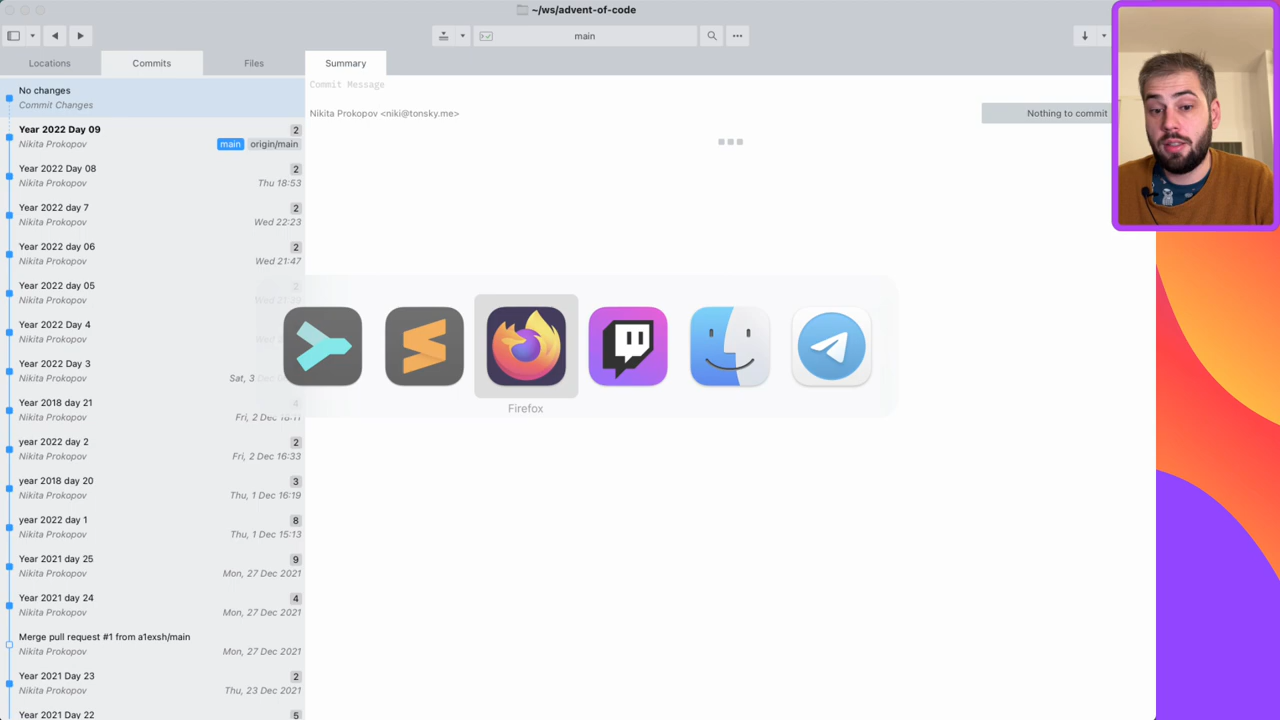 ~/ws/advent-of-code
main
Locations
Commits
Files
Summary
No changes
Commit Changes
Commit Message
Nikita Prokopov <niki@tonsky.me>
Nothing to commit
Year 2022 Day 09
2
Nikita Prokopov
main
origin/main
Year 2022 Day 08
2
Nikita Prokopov
Thu 18:53
Year 2022 day 7
2
Nikita Prokopov
Wed 22:23
Year 2022 day 06
2
Nikita Prokopov
Wed 21:47
Year 2022 day 05
2
Nikita Prokopov
Year 2022 Day 4
Nikita Prokopov
Year 2022 Day 3
Nikita Prokopov
Sat, 3
Year 2018 day 21
4
Nikita Prokopov
Fri, 2 Dec 18:11
Firefox
year 2022 day 2
2
Nikita Prokopov
Fri, 2 Dec 16:33
year 2018 day 20
3
Nikita Prokopov
Thu, 1 Dec 16:19
year 2022 day 1
8
Nikita Prokopov
Thu, 1 Dec 15:13
Year 2021 day 25
9
Nikita Prokopov
Mon, 27 Dec 2021
Year 2021 day 24
4
Nikita Prokopov
Mon, 27 Dec 2021
Merge pull request #1 from a1exsh/main
Nikita Prokopov
Mon, 27 Dec 2021
Year 2021 Day 23
2
Nikita Prokopov
Thu, 23 Dec 2021
Year 2021 Day 22
5